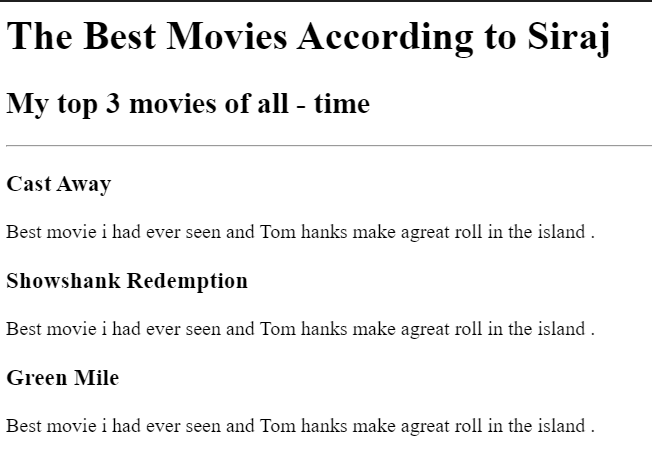 The Best Movies According to Siraj
My top 3 movies of all - time
Cast Away
Best movie i had ever seen and Tom hanks make agreat roll in the island .
Showshank Redemption
Best movie i had ever seen and Tom hanks make agreat roll in the island .
Green Mile
Best movie i had ever seen and Tom hanks make agreat roll in the island .